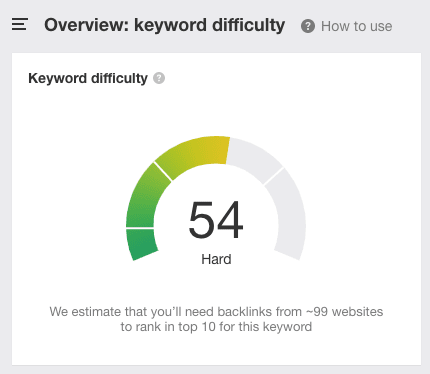 Overview: keyword difficulty ? How to use
Keyword difficulty ?
54
Hard
We estimate that you'll need backlinks from ~99 websites
to rank in top 10 for this keyword